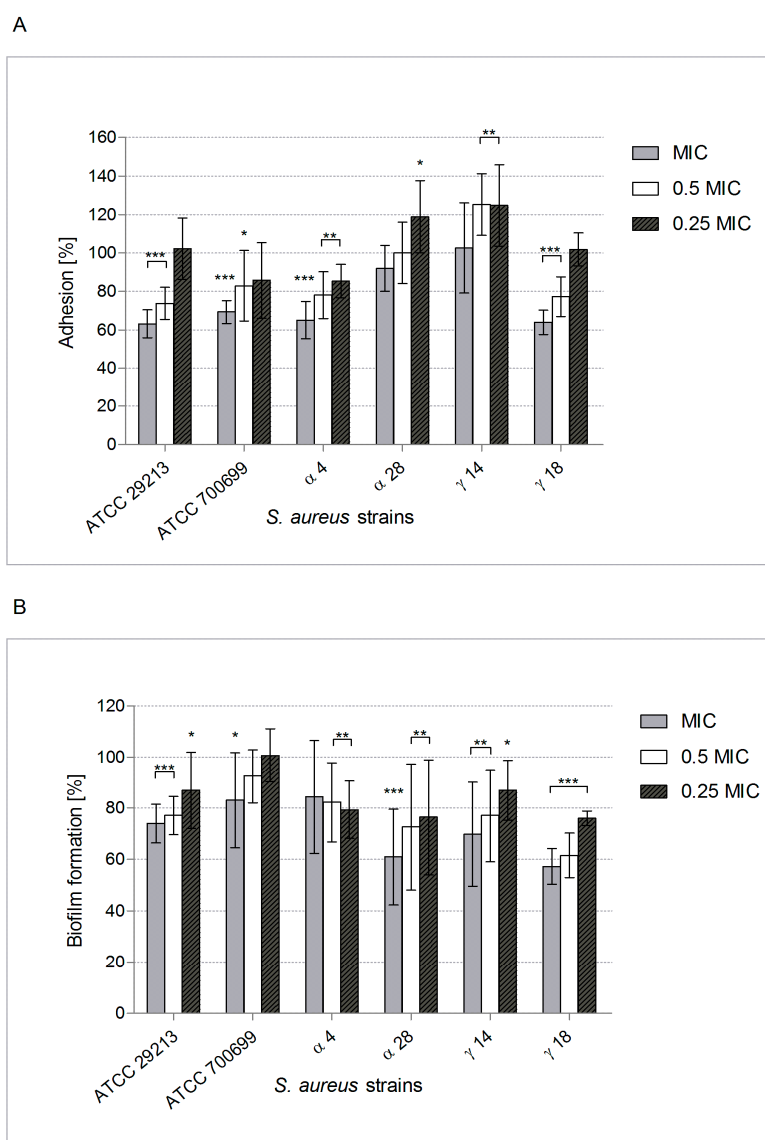 A
160
140
120
100
80
60
40
20
0
Adhesion [%]
***
***
*
***
**
*
**
***
MIC
0.5 MIC
0.25 MIC
ATCC 29213
ATCC 700699
α 4
α 28
γ 14
γ 18
S. aureus strains
B
120
100
80
60
40
20
0
Biofilm formation [%]
***
*
*
**
***
**
**
*
***
MIC
0.5 MIC
0.25 MIC
ATCC 29213
ATCC 700699
α 4
α 28
γ 14
γ 18
S. aureus strains